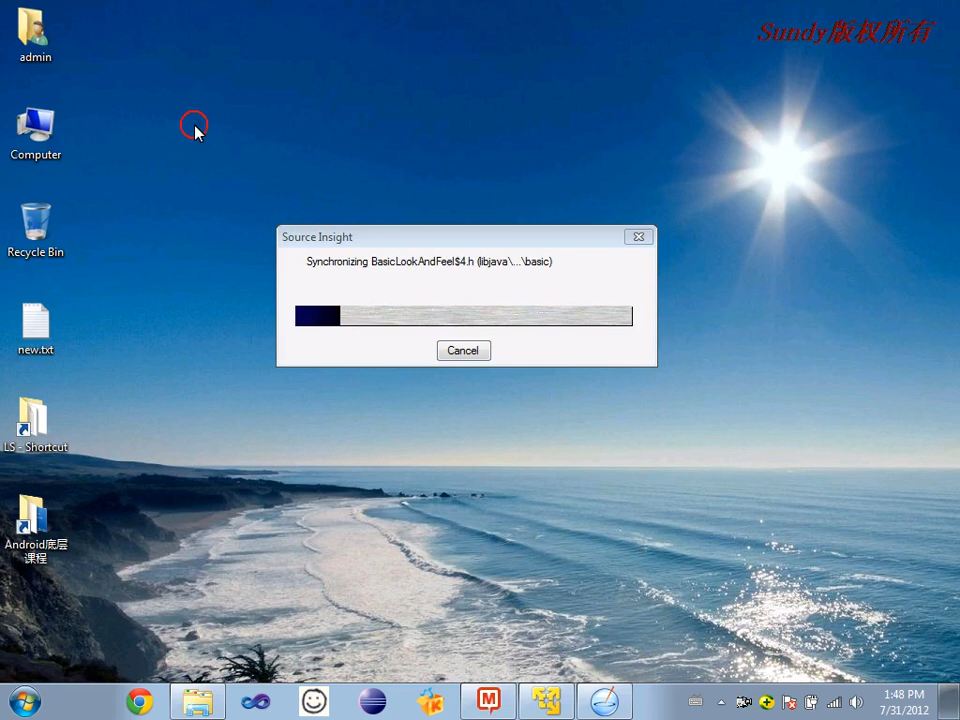 Sundy版权所有
admin
Computer
Recycle Bin
new.txt
LS - Shortcut
Android底层
课程
Source Insight
Synchronizing BasicLookAndFeel$4.h (libjava\...\basic)
Cancel
1:48 PM
7/31/2012